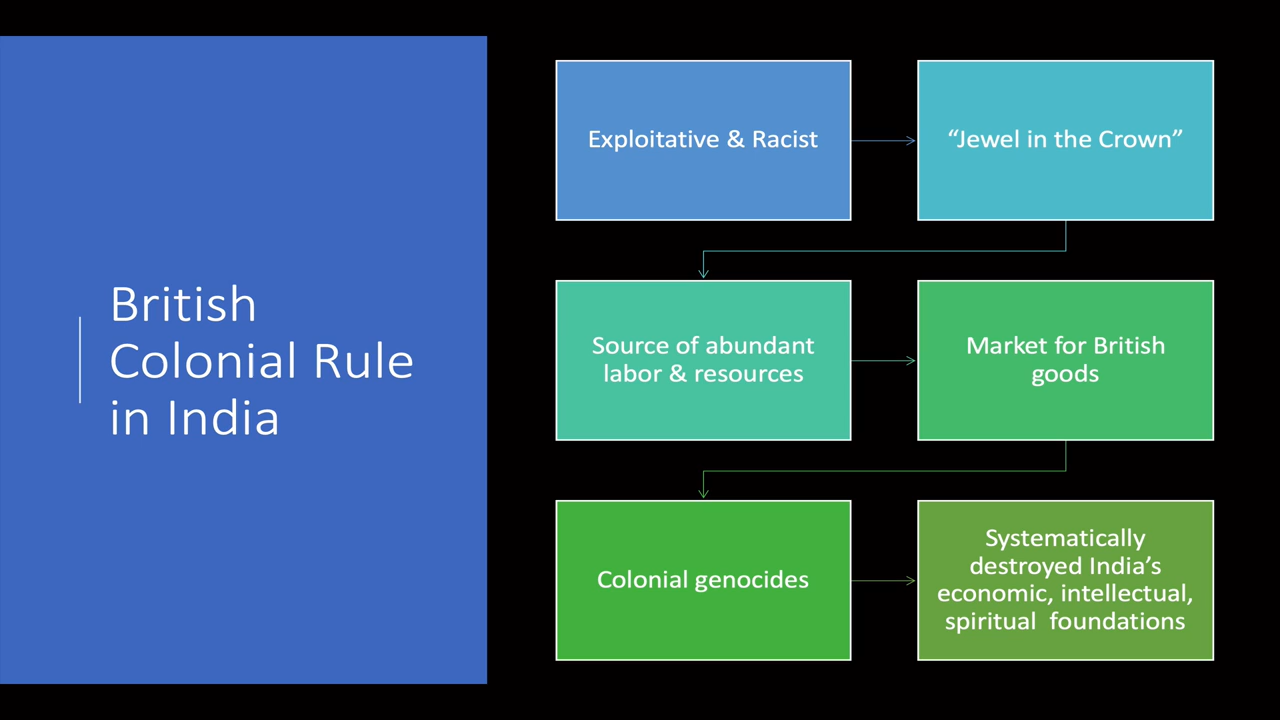 British
Colonial Rule
in India
Exploitative & Racist
“Jewel in the Crown”
Source of abundant
labor & resources
Market for British
goods
Colonial genocides
Systematically
destroyed India’s
economic, intellectual,
spiritual  foundations